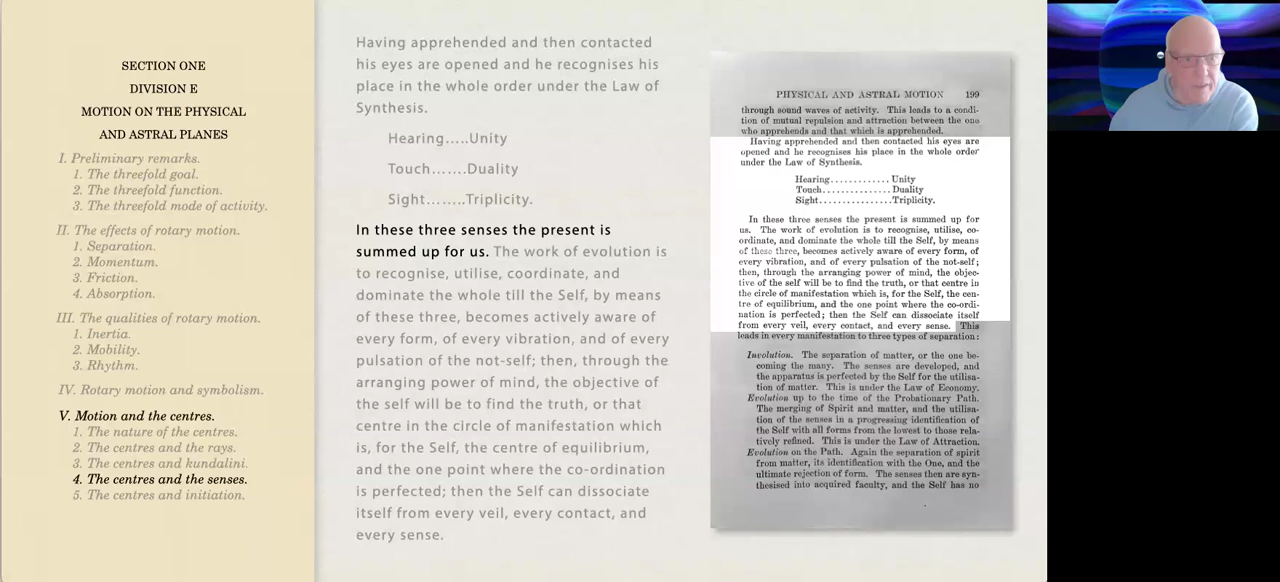 SECTION ONE
DIVISION E
MOTION ON THE PHYSICAL
AND ASTRAL PLANES
I. Preliminary remarks.
1. The threefold goal.
2. The threefold function.
3. The threefold mode of activity.
II. The effects of rotary motion.
1. Separation.
2. Momentum.
3. Friction.
4. Absorption.
III. The qualities of rotary motion.
1. Inertia.
2. Mobility.
3. Rhythm.
IV. Rotary motion and symbolism.
V. Motion and the centres.
1. The nature of the centres.
2. The centres and the rays.
3. The centres and kundalini.
4. The centres and the senses.
5. The centres and initiation.
Having apprehended and then contacted
his eyes are opened and he recognises his
place in the whole order under the Law of
Synthesis.
Hearing.....Unity
Touch.......Duality
Sight........Triplicity.
In these three senses the present is
summed up for us. The work of evolution is
to recognise, utilise, coordinate, and
dominate the whole till the Self, by means
of these three, becomes actively aware of
every form, of every vibration, and of every
pulsation of the not-self; then, through the
arranging power of mind, the objective of
the self will be to find the truth, or that
centre in the circle of manifestation which
is, for the Self, the centre of equilibrium,
and the one point where the co-ordination
is perfected; then the Self can dissociate
itself from every veil, every contact, and
every sense.
PHYSICAL AND ASTRAL MOTION 199
through sound waves of activity. This leads to a condi-
tion of mutual repulsion and attraction between the one
who apprehends and that which is apprehended.
Having apprehended and then contacted his eyes are
opened and he recognises his place in the whole order
under the Law of Synthesis.
Hearing............ Unity
Touch.............. Duality
Sight...............Triplicity.
In these three senses the present is summed up for
us. The work of evolution is to recognise, utilise, co-
ordinate, and dominate the whole till the Self, by means
of these three, becomes actively aware of every form, of
every vibration, and of every pulsation of the not-self;
then, through the arranging power of mind, the objec-
tive of the self will be to find the truth, or that centre in
the circle of manifestation which is, for the Self, the cen-
tre of equilibrium, and the one point where the co-ordi-
nation is perfected; then the Self can dissociate itself
from every veil, every contact, and every sense. This
leads in every manifestation to three types of separation:
Involution. The separation of matter, or the one be-
coming the many. The senses are developed, and
the apparatus is perfected by the Self for the utilisa-
tion of matter. This is under the Law of Economy.
Evolution up to the time of the Probationary Path.
The merging of Spirit and matter, and the utilisa-
tion of the senses in a progressing identification of
the Self with all forms from the lowest to those rela-
tively refined. This is under the Law of Attraction.
Evolution on the Path. Again the separation of spirit
from matter, its identification with the One, and the
ultimate rejection of form. The senses then are syn-
thesised into acquired faculty, and the Self has no